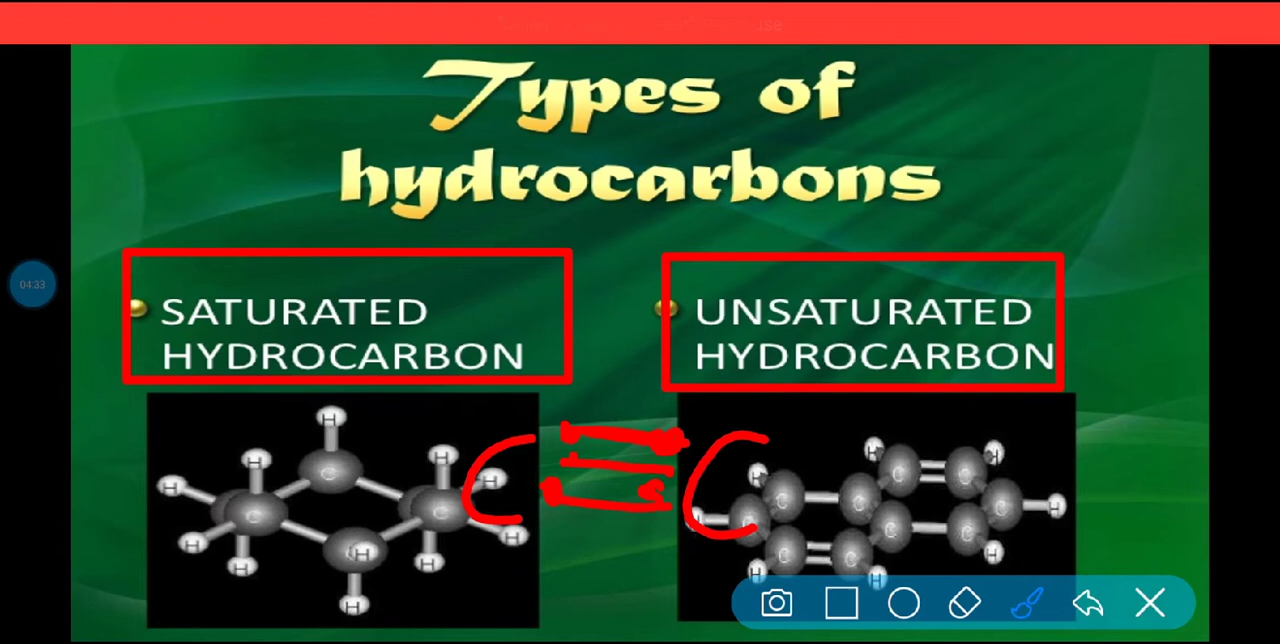 Types of
hydrocarbons
SATURATED
HYDROCARBON
UNSATURATED
HYDROCARBON
04:33
H
H H
H H
C
C C
H H
H H H
H
H H
H C C
C C C H
H C C C H
C C
H H
C C